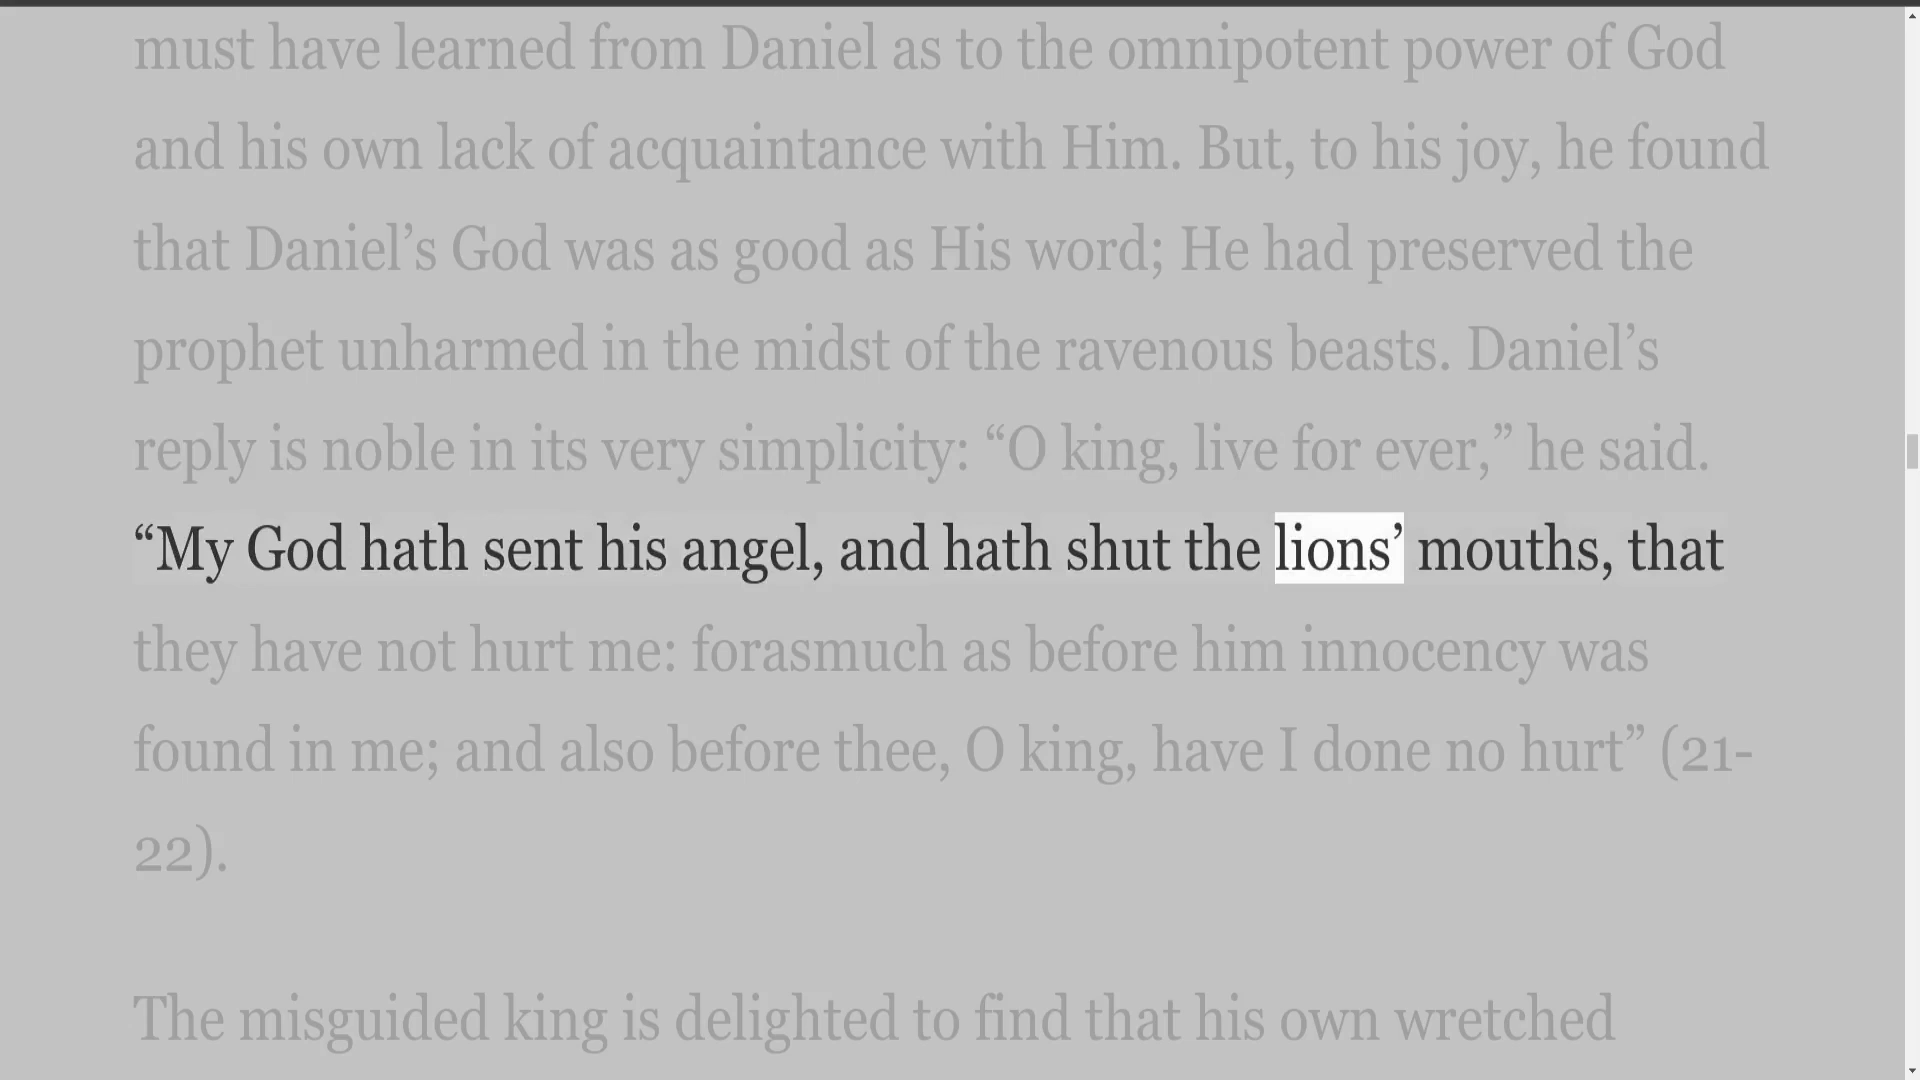 must have learned from Daniel as to the omnipotent power of God
and his own lack of acquaintance with Him. But, to his joy, he found
that Daniel’s God was as good as His word; He had preserved the
prophet unharmed in the midst of the ravenous beasts. Daniel’s
reply is noble in its very simplicity: “O king, live for ever,” he said.
“My God hath sent his angel, and hath shut the lions’ mouths, that
they have not hurt me: forasmuch as before him innocency was
found in me; and also before thee, O king, have I done no hurt” (21-
22).
The misguided king is delighted to find that his own wretched